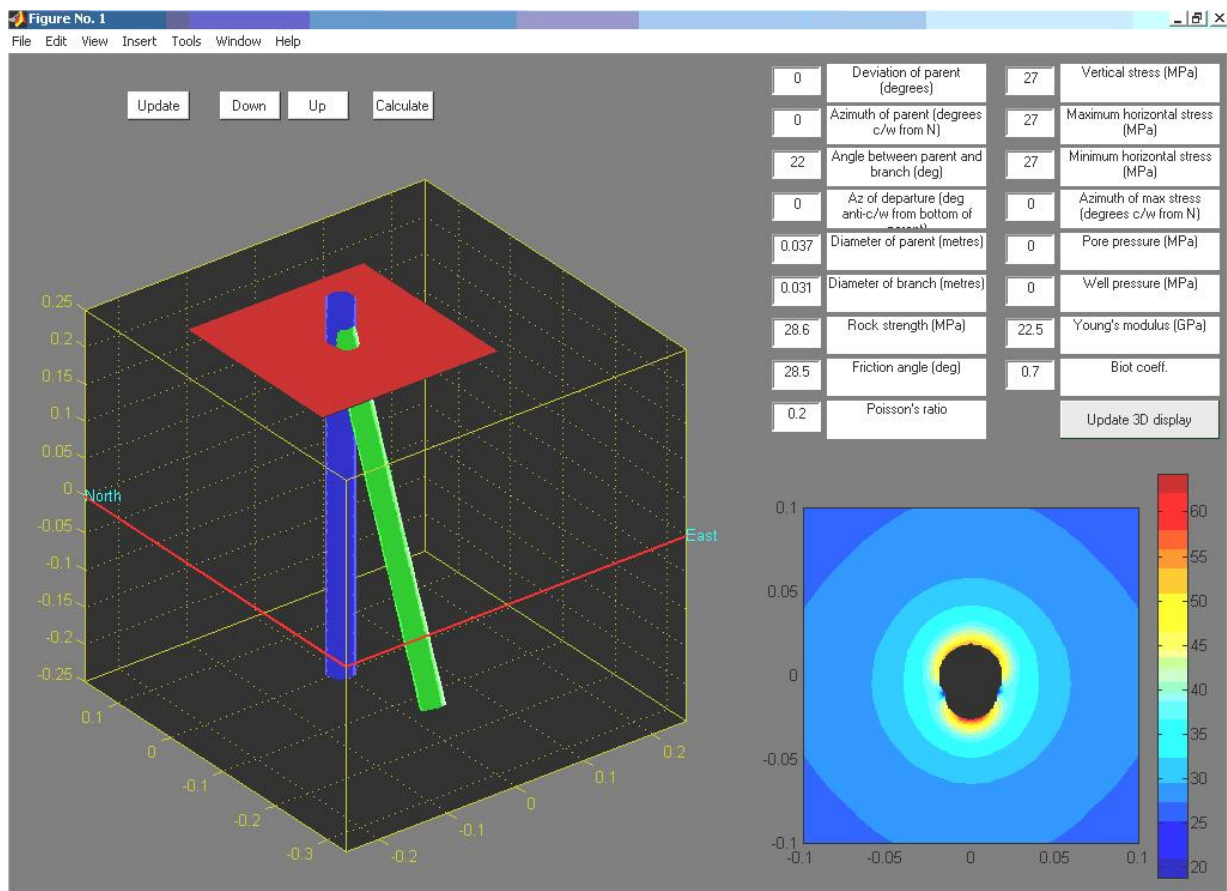 Figure No. 1
File Edit View Insert Tools Window Help
Update Down Up Calculate
0 Deviation of parent (degrees)
27 Vertical stress (MPa)
0 Azimuth of parent (degrees c/w from N)
27 Maximum horizontal stress (MPa)
22 Angle between parent and branch (deg)
27 Minimum horizontal stress (MPa)
0 Az of departure (deg anti-c/w from bottom of
0 Azimuth of max stress (degrees c/w from N)
0.037 Diameter of parent (metres)
0 Pore pressure (MPa)
0.031 Diameter of branch (metres)
0 Well pressure (MPa)
28.6 Rock strength (MPa)
22.5 Young's modulus (GPa)
28.5 Friction angle (deg)
0.7 Biot coeff.
0.2 Poisson's ratio
Update 3D display
0.25
0.2
0.15
0.1
0.05
0
-0.05
-0.1
-0.15
-0.2
-0.25
North
East
0.1
0
-0.1
-0.2
-0.3
-0.2
-0.1
0
0.1
0.2
0.1
0.05
0
-0.05
-0.1
-0.1 -0.05 0 0.05 0.1
60
55
50
45
40
35
30
25
20